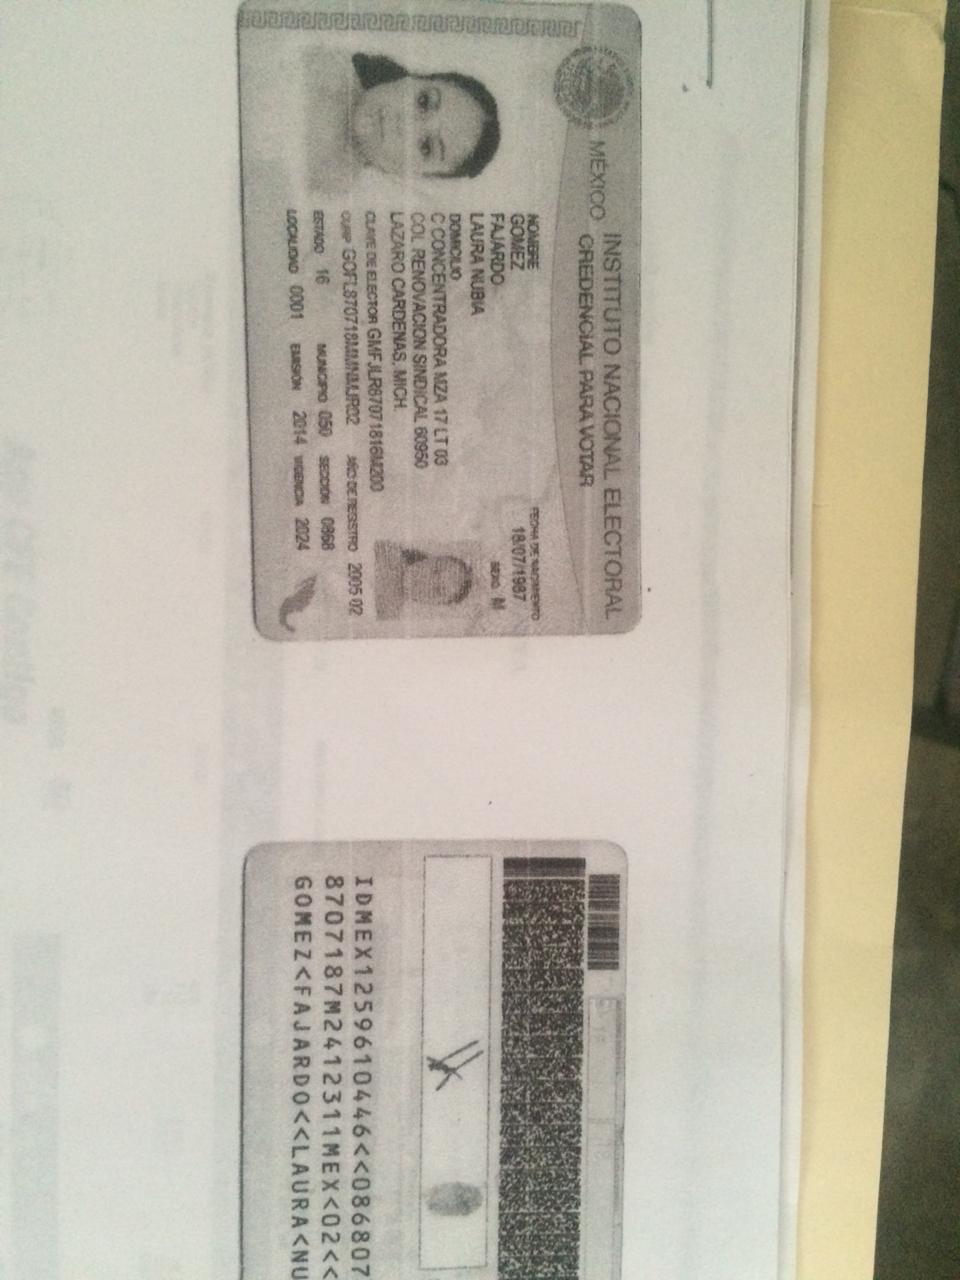 MÉXICO INSTITUTO NACIONAL ELECTORAL
CREDENCIAL PARA VOTAR
NOMBRE
GOMEZ
FAJARDO
LAURA NUBIA
FECHA DE NACIMIENTO
18/07/1987
SEXO M
DOMICILIO
C CONCENTRADORA MZA 17 LT 03
COL RENOVACION SINDICAL 60950
LAZARO CARDENAS, MICH.
CLAVE DE ELECTOR GMFJLR87071816M200
CURP GOFL870718MMNMJR02 AÑO DE REGISTRO 2005 02
ESTADO 16 MUNICIPIO 050 SECCIÓN 0868
LOCALIDAD 0001 EMISIÓN 2014 VIGENCIA 2024
IDMEX1259610446<<086807
8707187M2412311MEX<02<<
GOMEZ<FAJARDO<<LAURA<NU